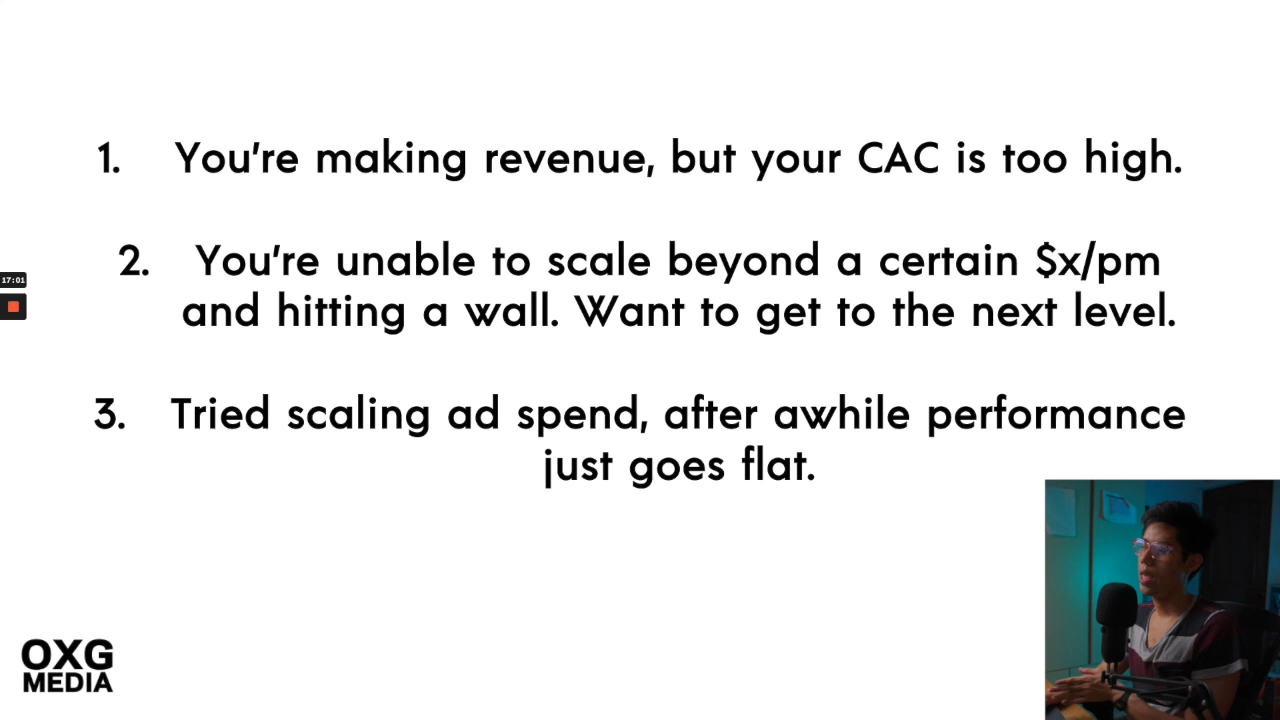 1. You're making revenue, but your CAC is too high.
2. You're unable to scale beyond a certain $x/pm
and hitting a wall. Want to get to the next level.
17:01
3. Tried scaling ad spend, after awhile performance
just goes flat.
OXG
MEDIA